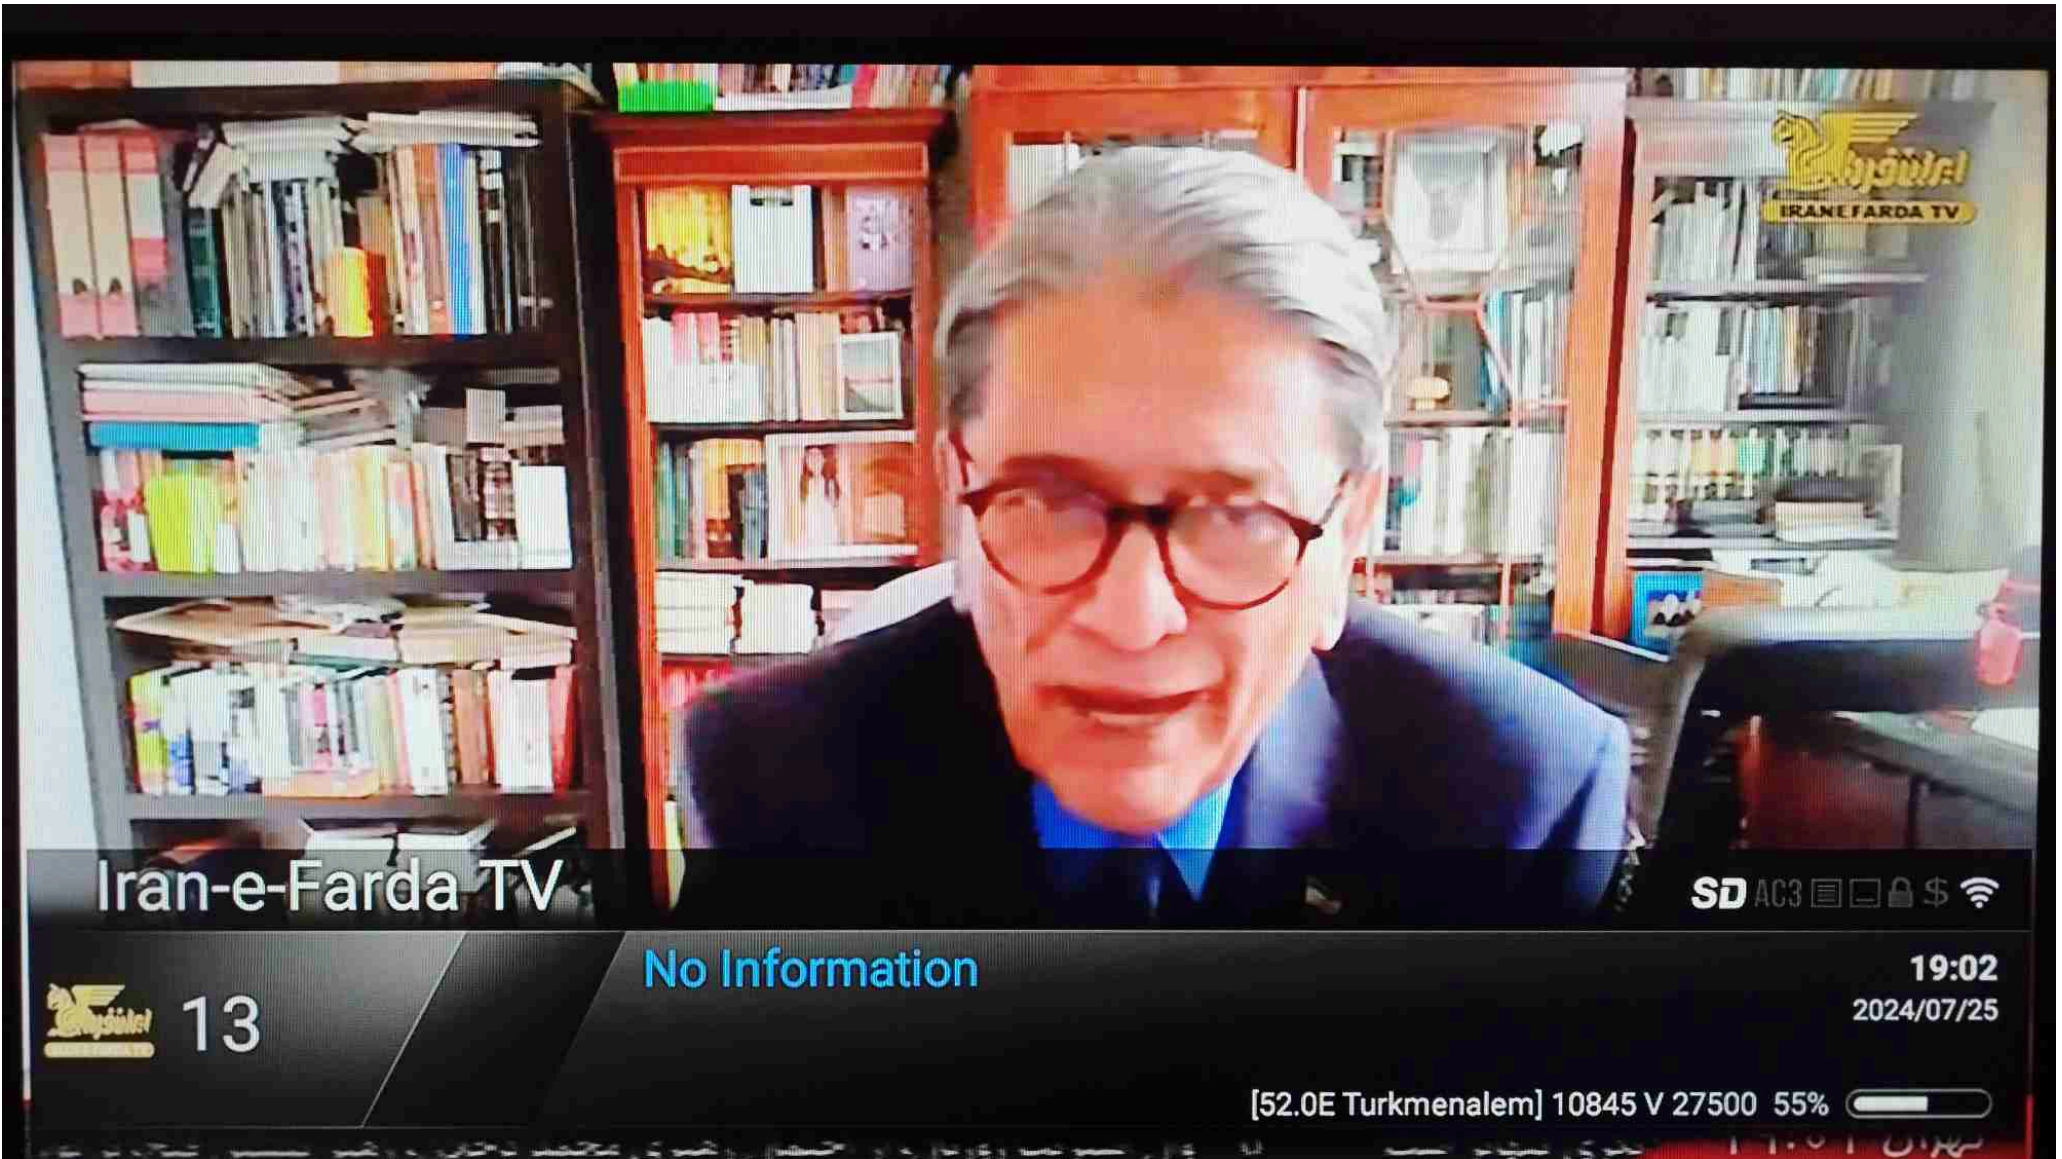 IRANEFARDA TV
Iran-e-Farda TV
SD AC3 $
No Information
19:02
13
2024/07/25
[52.0E Turkmenalem] 10845 V 27500 55%